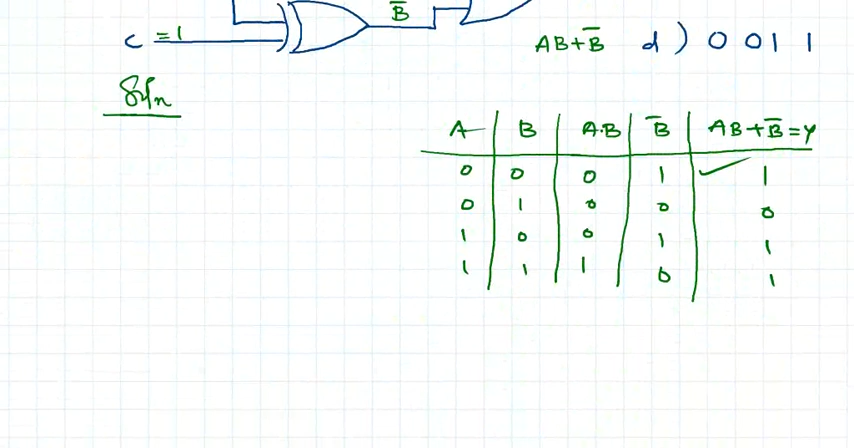 B̅
C = 1
AB + B̅ d) 0 0 1 1
Soln
A B A.B B̅ AB + B̅ = Y
0 0 0 1 1
0 1 0 0 0
1 0 0 1 1
1 1 1 0 1